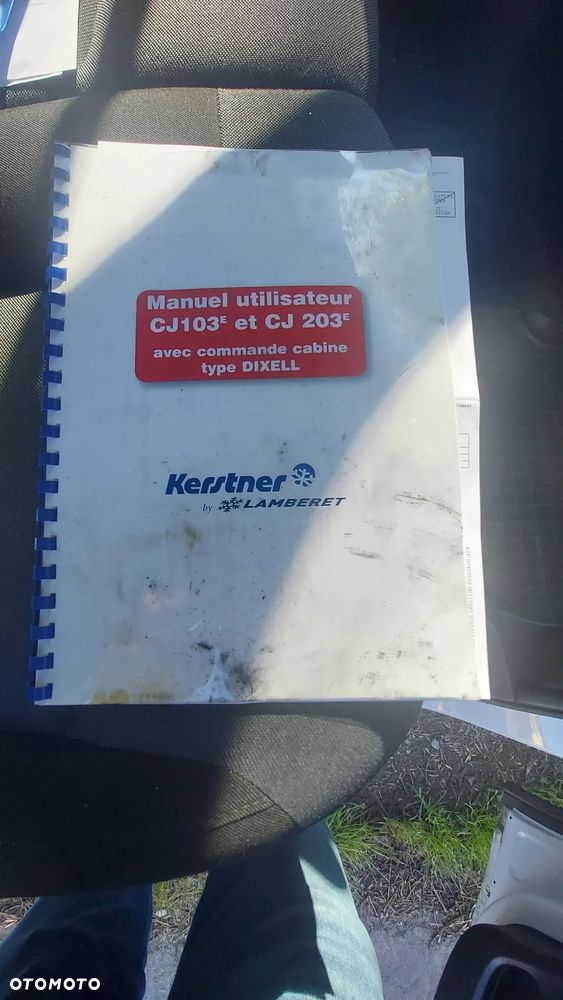 Manuel utilisateur
CJ103E et CJ 203E
avec commande cabine
type DIXELL
Kerstner
by LAMBERET
OTOMOTO